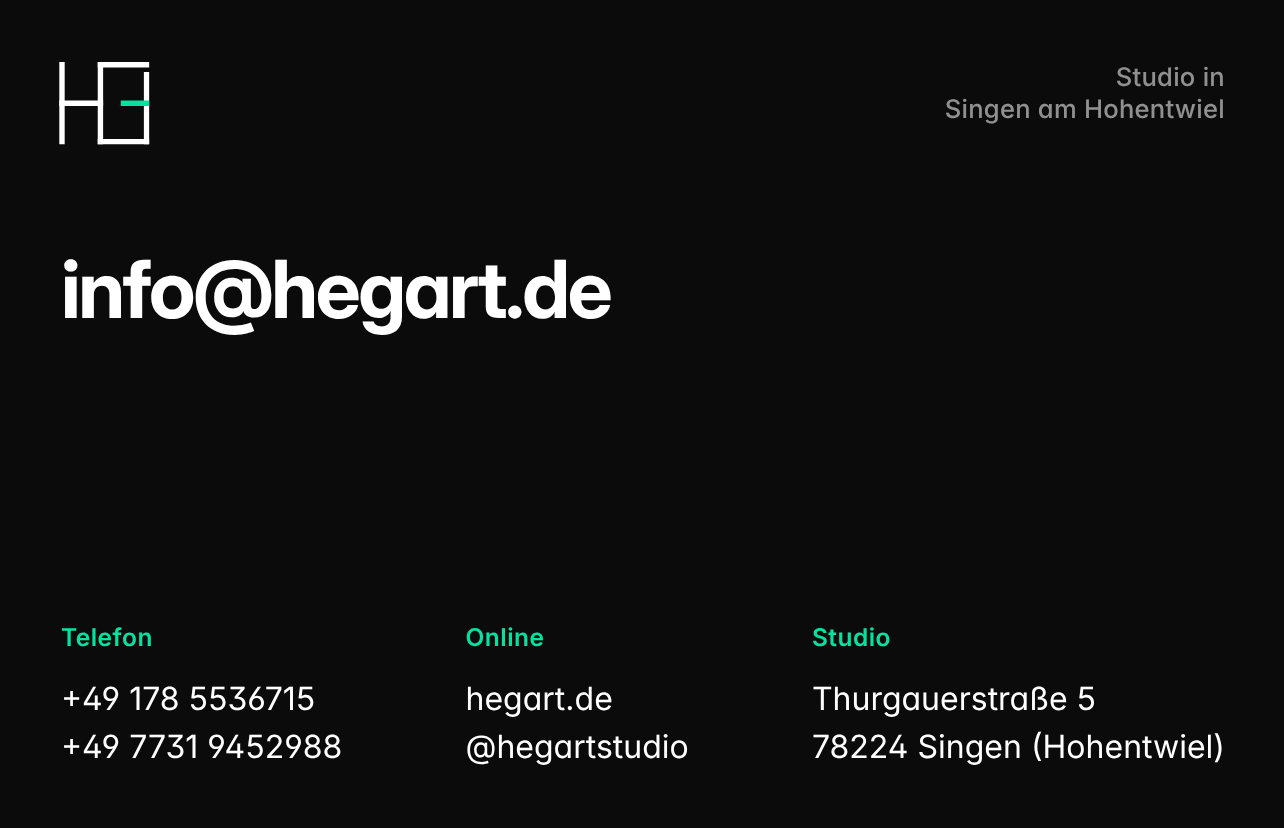 HG
Studio in
Singen am Hohentwiel
info@hegart.de
Telefon
+49 178 5536715
+49 7731 9452988
Online
hegart.de
@hegartstudio
Studio
Thurgauerstraße 5
78224 Singen (Hohentwiel)